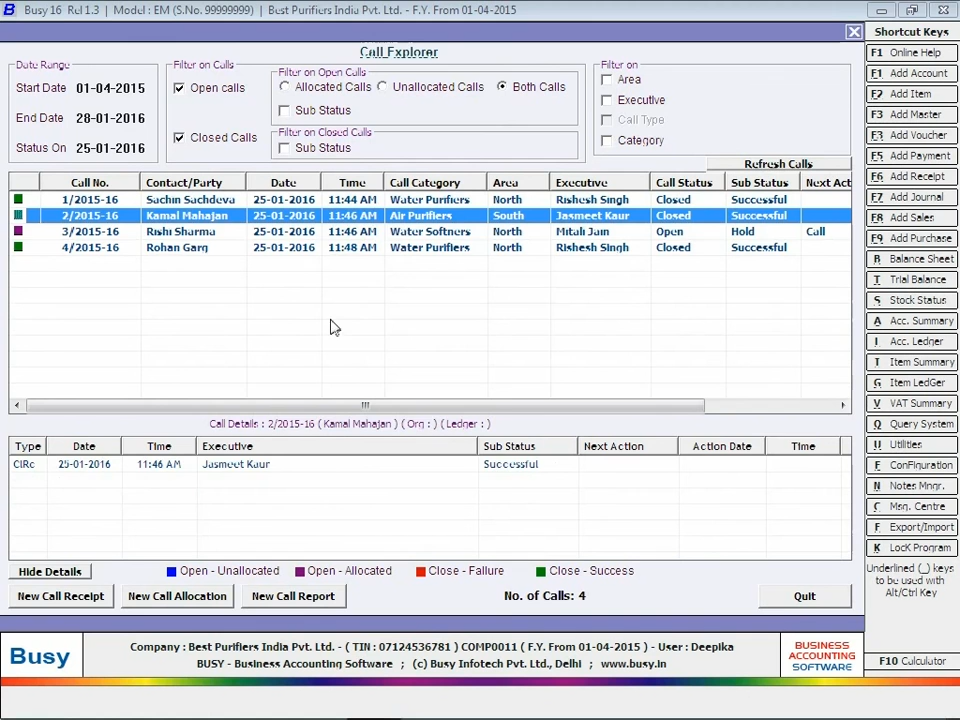 Busy 16 Rel 1.3 | Model : EM (S.No. 99999999) | Best Purifiers India Pvt. Ltd. - F.Y. From 01-04-2015
Call Explorer
Date Range
Start Date 01-04-2015
End Date 28-01-2016
Status On 25-01-2016
Filter on Calls
Open calls
Closed Calls
Filter on Open Calls
Allocated Calls Unallocated Calls Both Calls
Sub Status
Filter on Closed Calls
Sub Status
Filter on
Area
Executive
Call Type
Category
Refresh Calls
Call No. Contact/Party Date Time Call Category Area Executive Call Status Sub Status Next Act
1/2015-16 Sachin Sachdeva 25-01-2016 11:44 AM Water Purifiers North Rishesh Singh Closed Successful
2/2015-16 Kamal Mahajan 25-01-2016 11:46 AM Air Purifiers South Jasmeet Kaur Closed Successful
3/2015-16 Rishi Sharma 25-01-2016 11:46 AM Water Softners North Mitali Jain Open Hold Call
4/2015-16 Rohan Garg 25-01-2016 11:48 AM Water Purifiers North Rishesh Singh Closed Successful
Call Details : 2/2015-16 ( Kamal Mahajan ) ( Org : ) ( Ledger : )
Type Date Time Executive Sub Status Next Action Action Date Time
ClRc 25-01-2016 11:46 AM Jasmeet Kaur Successful
Hide Details Open - Unallocated Open - Allocated Close - Failure Close - Success
New Call Receipt New Call Allocation New Call Report No. of Calls: 4 Quit
Shortcut Keys
F1 Online Help
F1 Add Account
F2 Add Item
F3 Add Master
F3 Add Voucher
F5 Add Payment
F6 Add Receipt
F7 Add Journal
F8 Add Sales
F9 Add Purchase
B Balance Sheet
T Trial Balance
S Stock Status
A Acc. Summary
L Acc. Ledger
I Item Summary
G Item LedGer
V VAT Summary
Q Query System
U Utilities
F ConFiguration
N Notes Mngr.
C Msg. Centre
E Export/Import
K LocK Program
Underlined (_) keys
to be used with
Alt/Ctrl Key
F10 Calculator
Busy
Company : Best Purifiers India Pvt. Ltd. - ( TIN : 07124536781 ) COMP0011 ( F.Y. From 01-04-2015 ) - User : Deepika
BUSY - Business Accounting Software ; (c) Busy Infotech Pvt. Ltd., Delhi ; www.busy.in
BUSINESS
ACCOUNTING
SOFTWARE